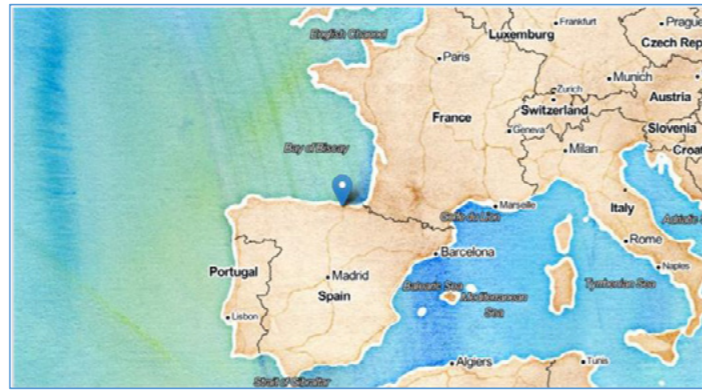 English Channel
Luxemburg
Frankfurt
Prague
Czech Rep
Paris
Munich
Zurich
Austria
France
Switzerland
Geneva
Slovenia
Bay of Biscay
Milan
Croat
Marseille
Golfe du Lion
Italy
Adriatic S
Barcelona
Rome
Portugal
Madrid
Naples
Spain
Balearic Sea
Mediterranean
Sea
Tyrrhenian Sea
Lisbon
Algiers
Tunis
Strait of Gibraltar